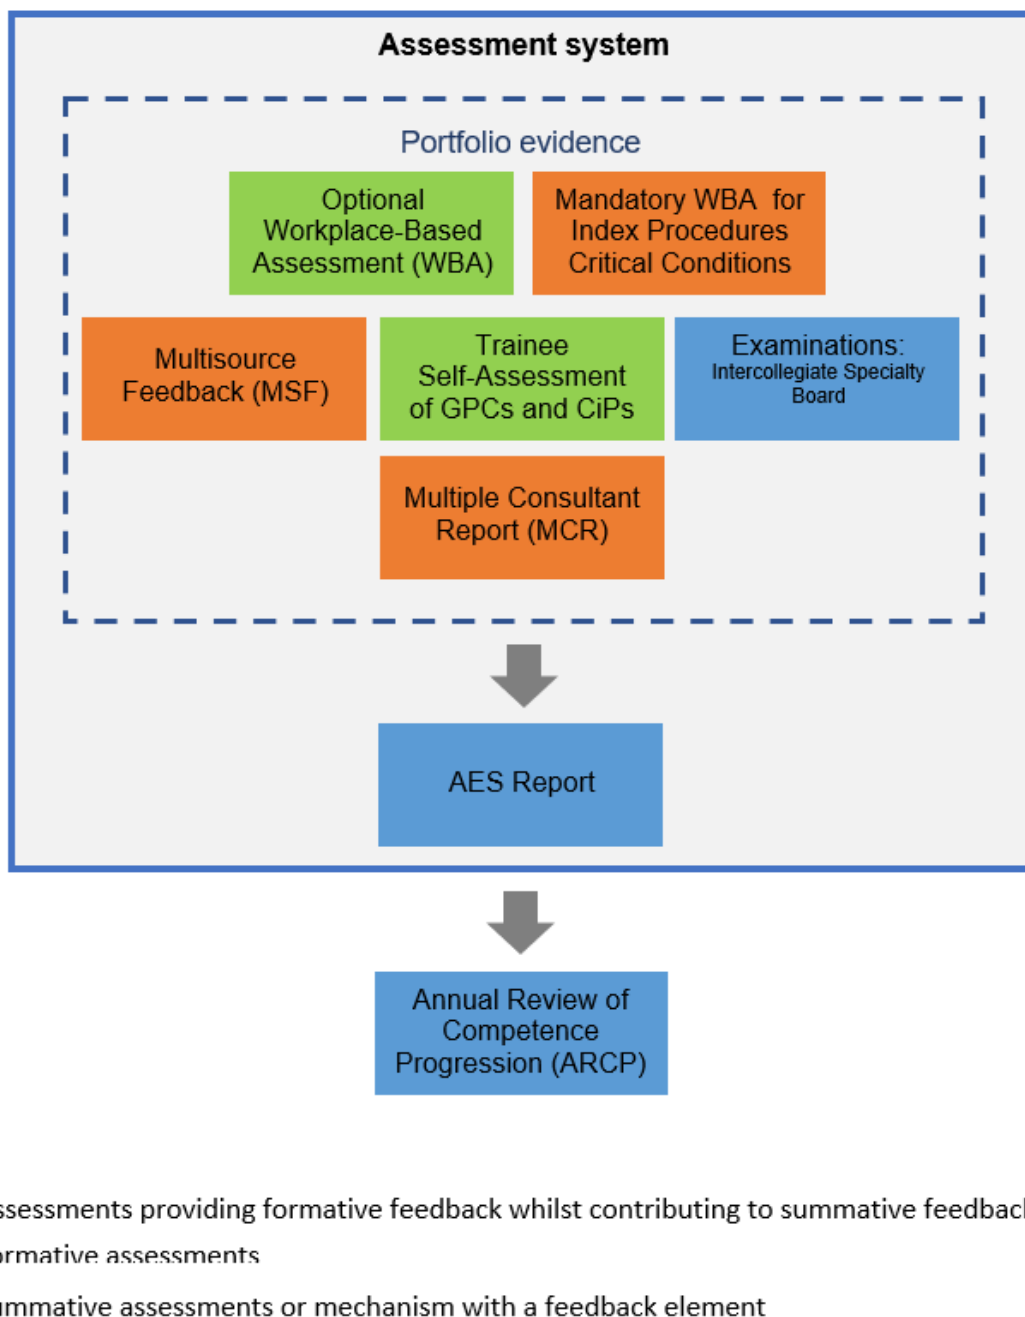 Assessment system
Portfolio evidence
Optional
Workplace-Based
Assessment (WBA)
Mandatory WBA for
Index Procedures
Critical Conditions
Multisource
Feedback (MSF)
Trainee
Self-Assessment
of GPCs and CiPs
Examinations:
Intercollegiate Specialty
Board
Multiple Consultant
Report (MCR)
AES Report
Annual Review of
Competence
Progression (ARCP)
ssessments providing formative feedback whilst contributing to summative feedback
ormative assessments
ummative assessments or mechanism with a feedback element